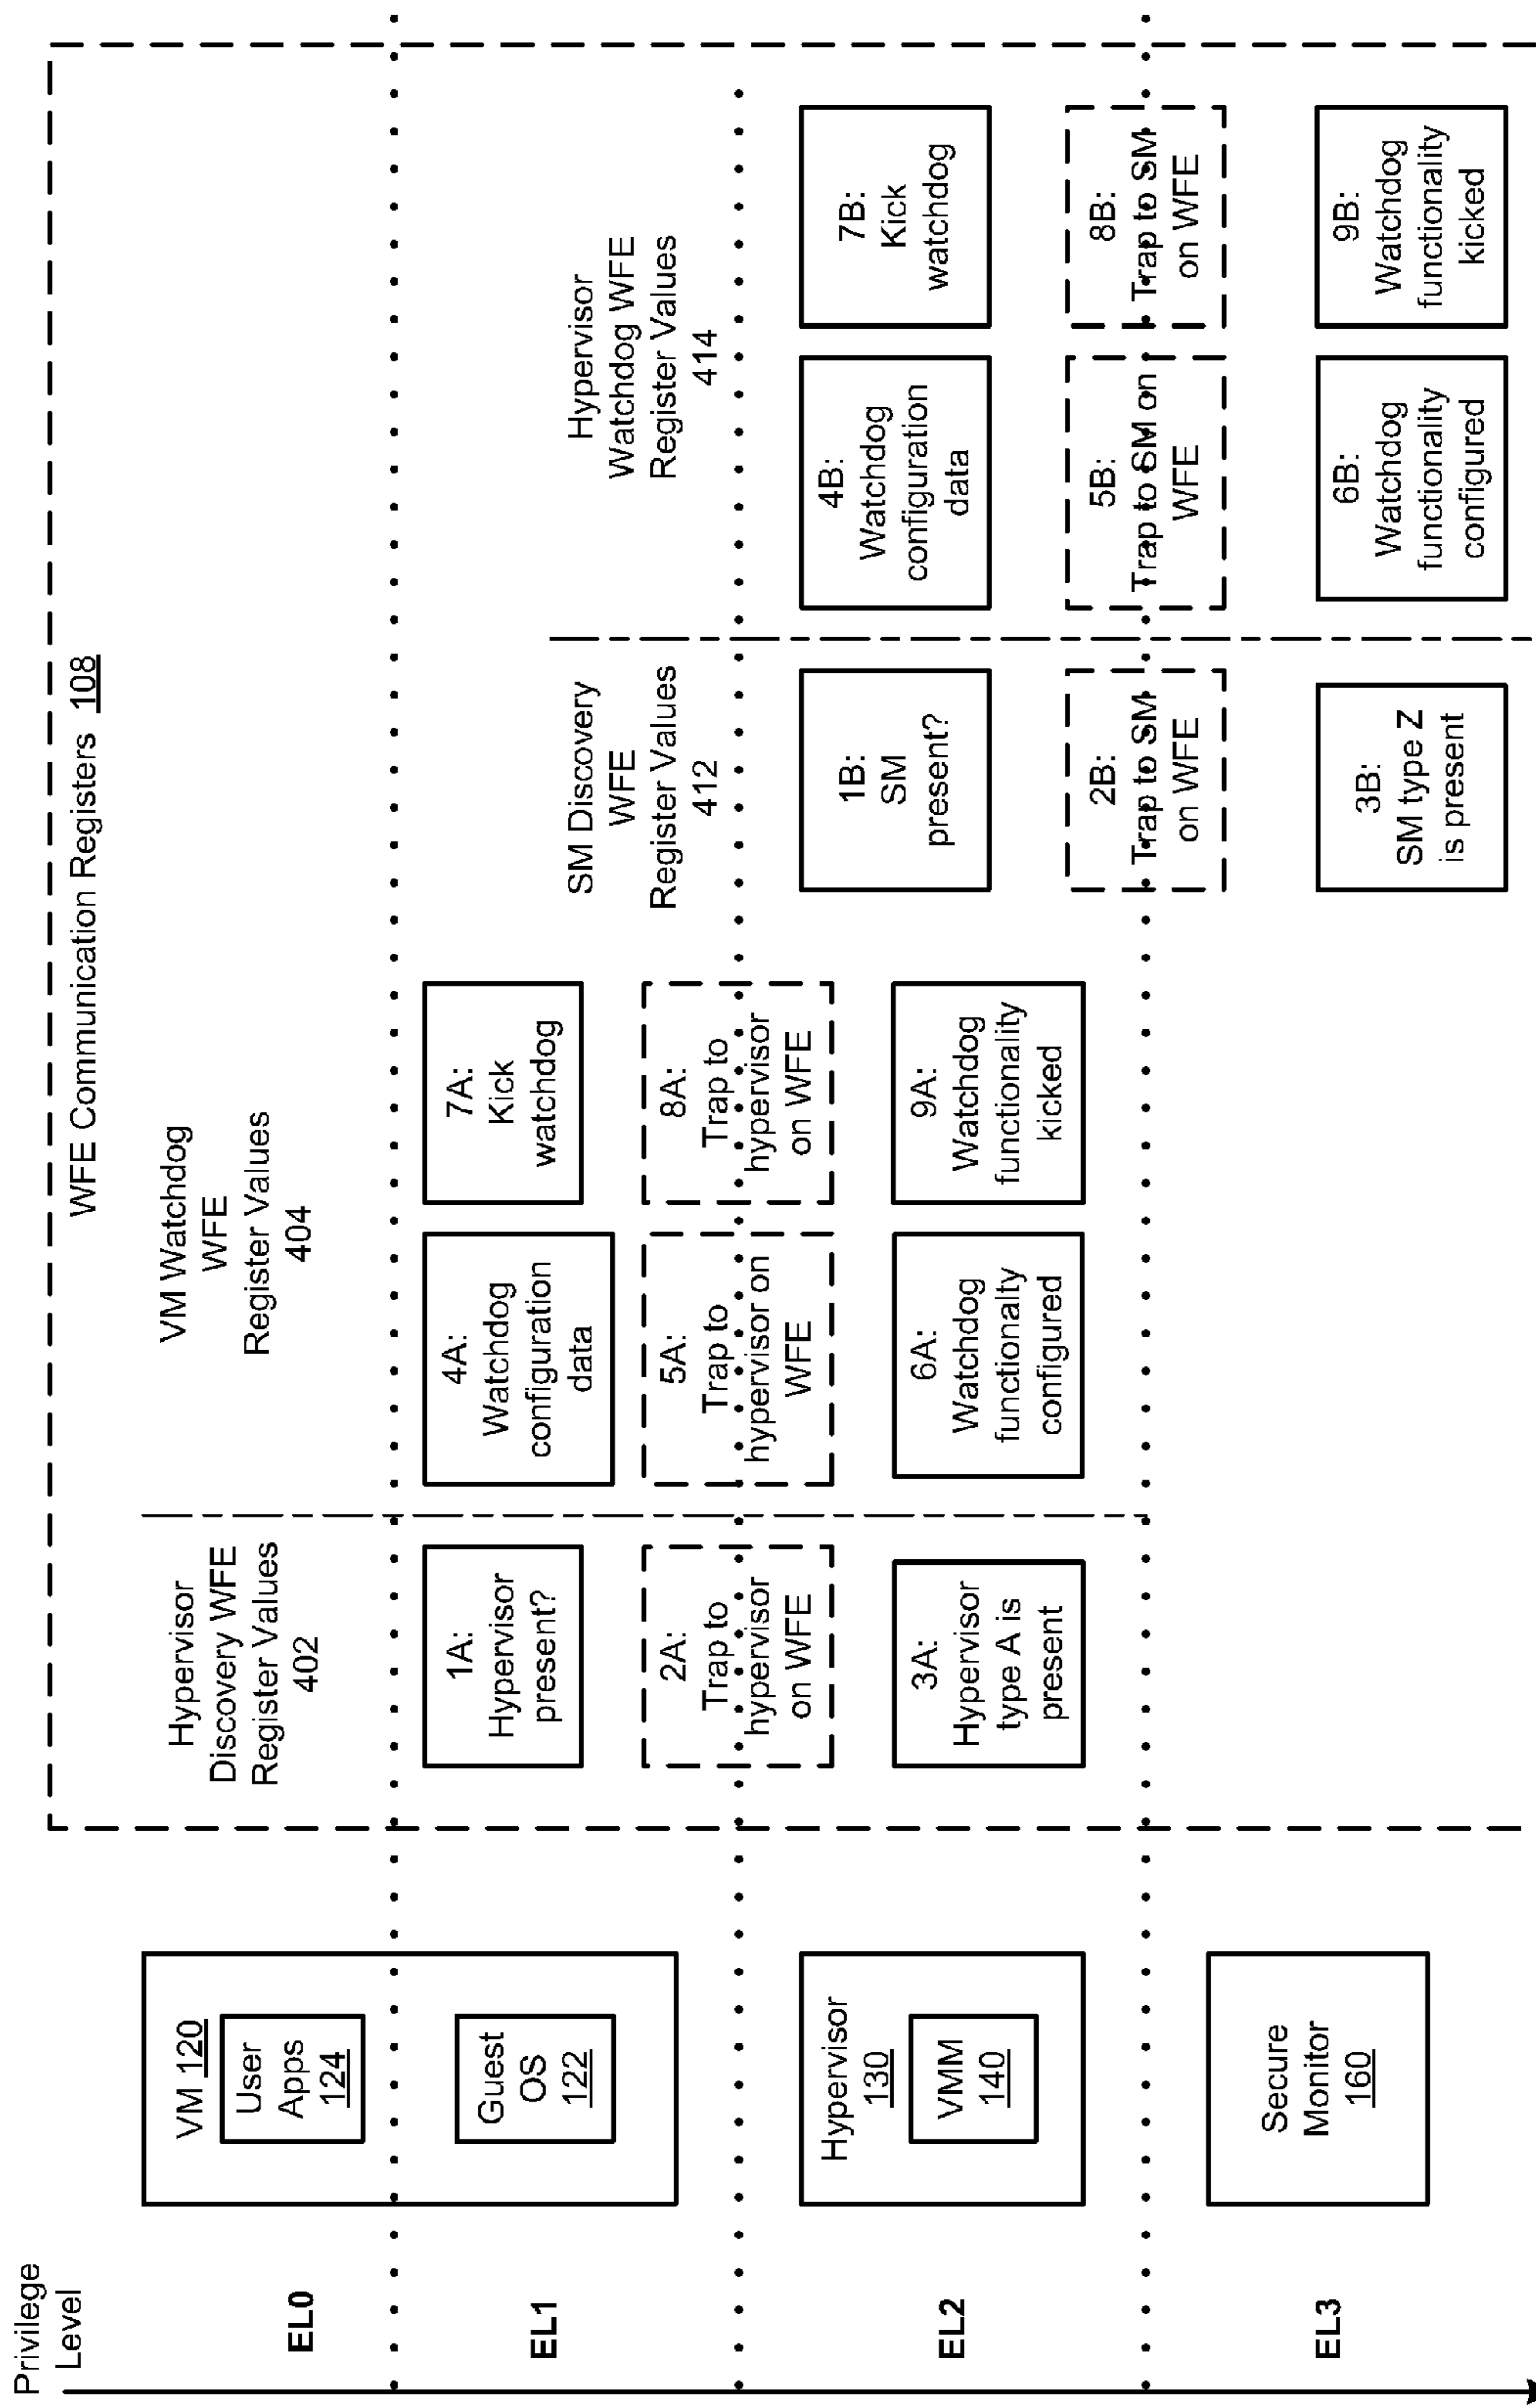 Privilege
Level
EL0
EL1
EL2
EL3
VM 120
User
Apps
124
Guest
OS
122
Hypervisor
130
VMM
140
Secure
Monitor
160
WFE Communication Registers 108
Hypervisor
Discovery WFE
Register Values
402
1A:
Hypervisor
present?
2A:
Trap to
hypervisor
on WFE
3A:
Hypervisor
type A is
present
VM Watchdog
WFE
Register Values
404
4A:
Watchdog
configuration
data
5A:
Trap to
hypervisor on
WFE
6A:
Watchdog
functionalty
configured
7A:
Kick
watchdog
8A:
Trap to
hypervisor
on WFE
9A:
Watchdog
functionality
kicked
SM Discovery
WFE
Register Values
412
1B:
SM
present?
2B:
Trap to SM
on WFE
3B:
SM type Z
is present
Hypervisor
Watchdog WFE
Register Values
414
4B:
Watchdog
configuration
data
5B:
Trap to SM on
WFE
6B:
Watchdog
functionality
configured
7B:
Kick
watchdog
8B:
Trap to SM
on WFE
9B:
Watchdog
functionality
kicked